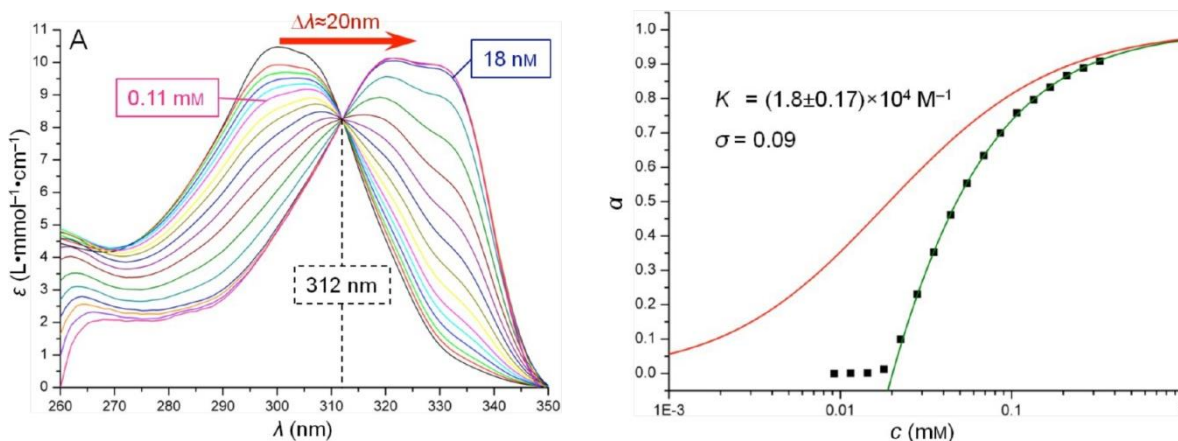 A
Δλ≈20nm
0.11 mM
18 nM
312 nm
ε (L•mmol⁻¹•cm⁻¹)
11
10
9
8
7
6
5
4
3
2
1
0
260 270 280 290 300 310 320 330 340 350
λ (nm)
K = (1.8±0.17)×10⁴ M⁻¹
σ = 0.09
α
1.0
0.9
0.8
0.7
0.6
0.5
0.4
0.3
0.2
0.1
0.0
1E-3 0.01 0.1
c (mM)